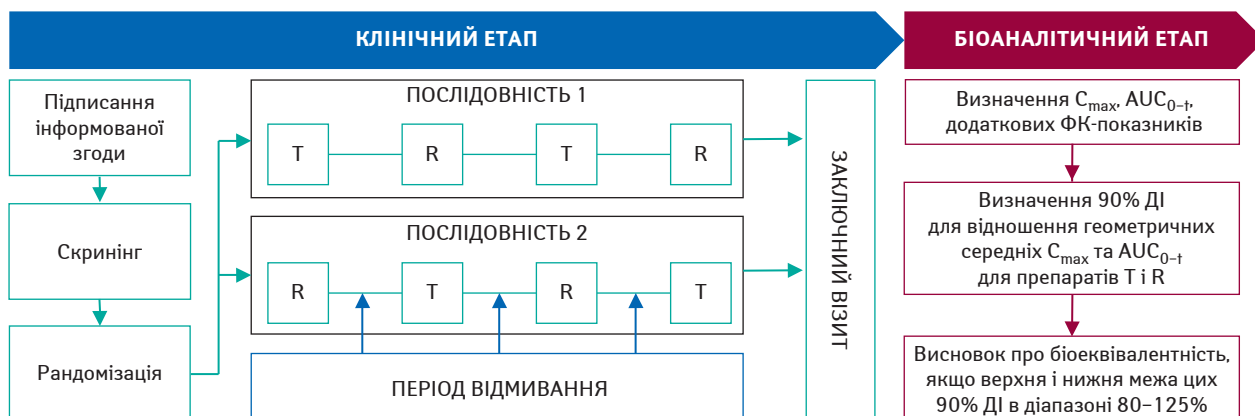 КЛІНІЧНИЙ ЕТАП
БІОАНАЛІТИЧНИЙ ЕТАП
Підписання
інформованої
згоди
Скринінг
Рандомізація
ПОСЛІДОВНІСТЬ 1
T
R
T
R
ПОСЛІДОВНІСТЬ 2
R
T
R
T
ПЕРІОД ВІДМИВАННЯ
ЗАКЛЮЧНИЙ ВІЗИТ
Визначення Cmax, AUC0–t,
додаткових ФК-показників
Визначення 90% ДІ
для відношення геометричних
середніх Cmax та AUC0–t
для препаратів T і R
Висновок про біоеквівалентність,
якщо верхня і нижня межа цих
90% ДІ в діапазоні 80–125%